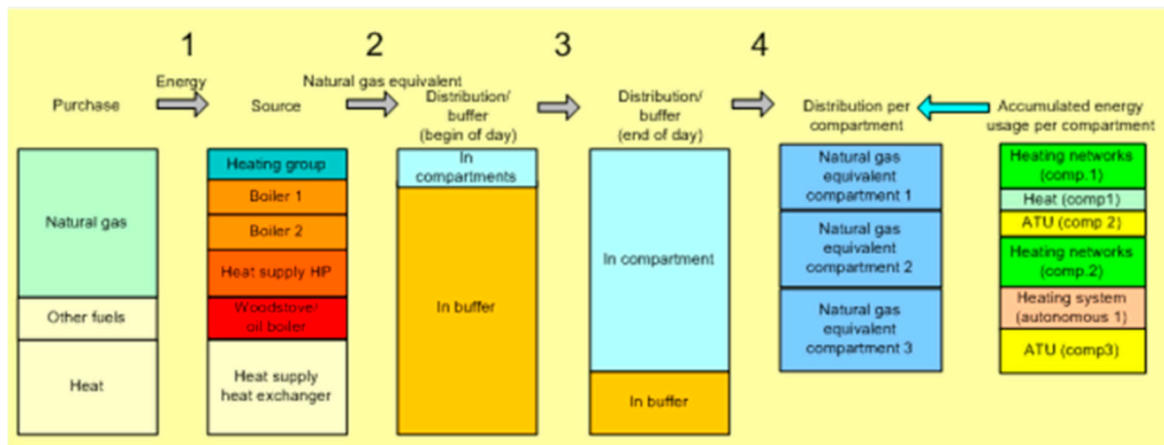 1
2
3
4
Energy
Natural gas equivalent
Purchase
Source
Distribution/
buffer
(begin of day)
Distribution/
buffer
(end of day)
Distribution per
compartment
Accumulated energy
usage per compartment
Natural gas
Other fuels
Heat
Heating group
Boiler 1
Boiler 2
Heat supply HP
Woodstove/
oil boiler
Heat supply
heat exchanger
In
compartments
In buffer
In compartment
In buffer
Natural gas
equivalent
compartment 1
Natural gas
equivalent
compartment 2
Natural gas
equivalent
compartment 3
Heating networks
(comp.1)
Heat (comp1)
ATU (comp 2)
Heating networks
(comp.2)
Heating system
(autonomous 1)
ATU (comp3)